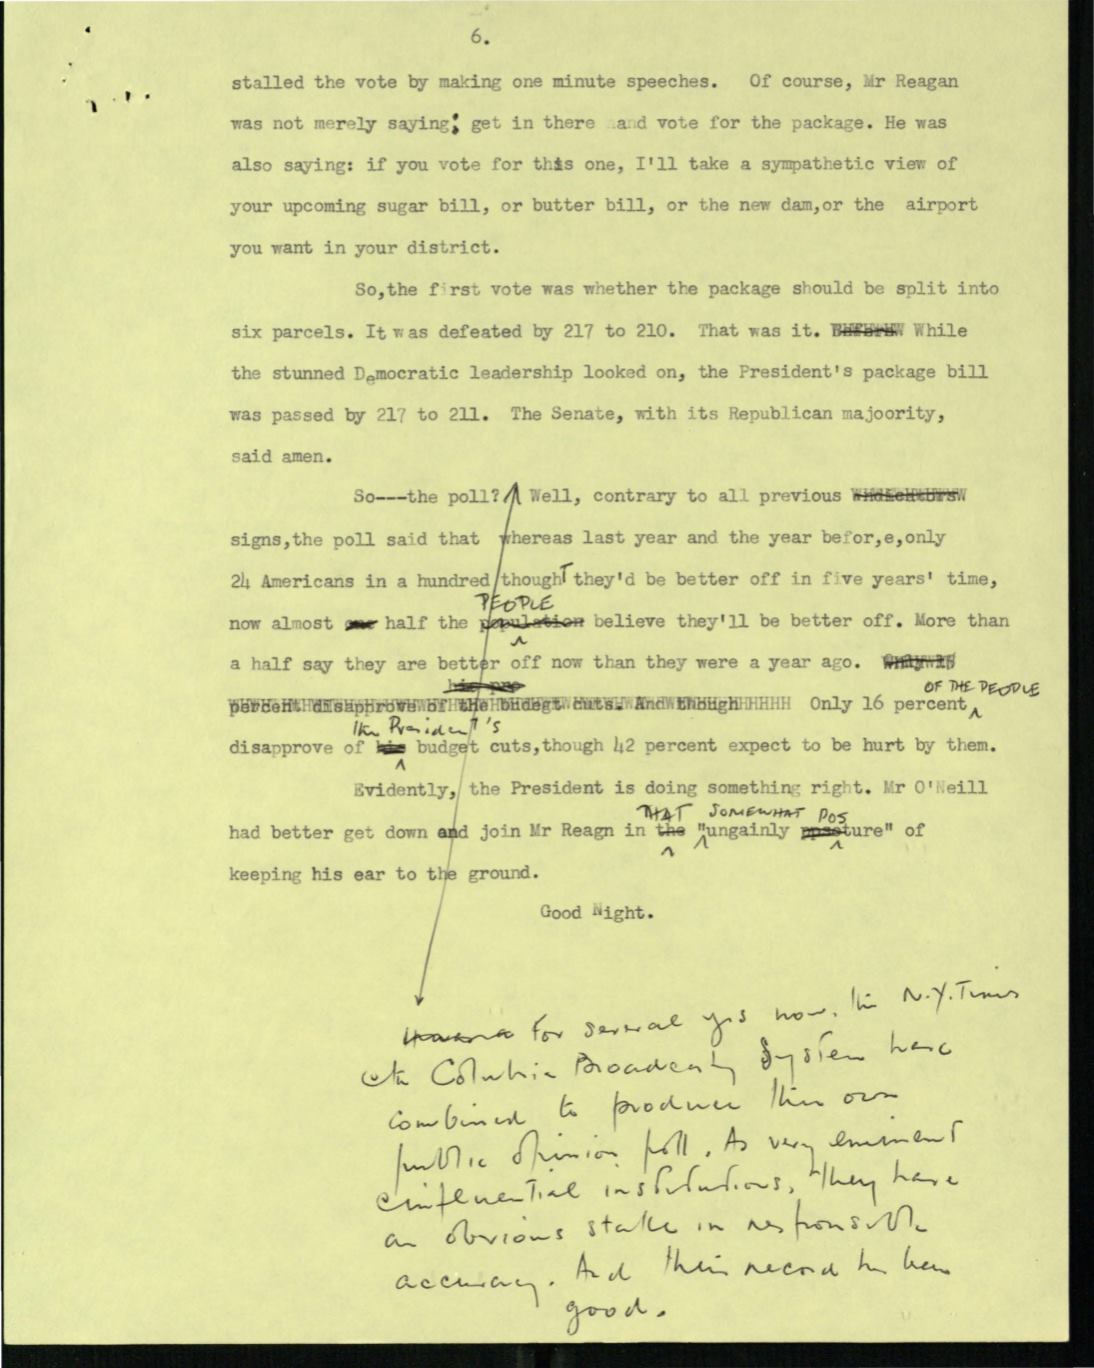 6.
stalled the vote by making one minute speeches. Of course, Mr Reagan
was not merely saying: get in there and vote for the package. He was
also saying: if you vote for this one, I'll take a sympathetic view of
your upcoming sugar bill, or butter bill, or the new dam,or the airport
you want in your district.
So,the first vote was whether the package should be split into
six parcels. It was defeated by 217 to 210. That was it. While
the stunned Democratic leadership looked on, the President's package bill
was passed by 217 to 211. The Senate, with its Republican majoority,
said amen.
So---the poll? Well, contrary to all previous
signs,the poll said that whereas last year and the year befor,e,only
24 Americans in a hundred thought they'd be better off in five years' time,
PEOPLE
now almost half the population believe they'll be better off. More than
a half say they are better off now than they were a year ago.
OF THE PEOPLE
percent disapprove of the budegt cuts. And though Only 16 percent
the President's
disapprove of his budget cuts,though 42 percent expect to be hurt by them.
Evidently, the President is doing something right. Mr O'Neill
THAT SOMEWHAT POS
had better get down and join Mr Reagn in the "ungainly ture" of
keeping his ear to the ground.
Good Night.
For several yrs now, the N.Y. Times
& the Columbia Broadcasting System have
combined to produce their own
public opinion poll. As very eminent
& influential institutions, they have
an obvious stake in responsible
accuracy. And their record has been
good.